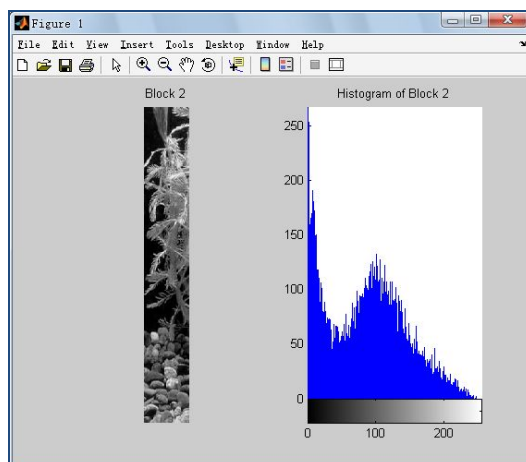 Figure 1
File Edit View Insert Tools Desktop Window Help
Block 2
Histogram of Block 2
250
200
150
100
50
0
0 100 200